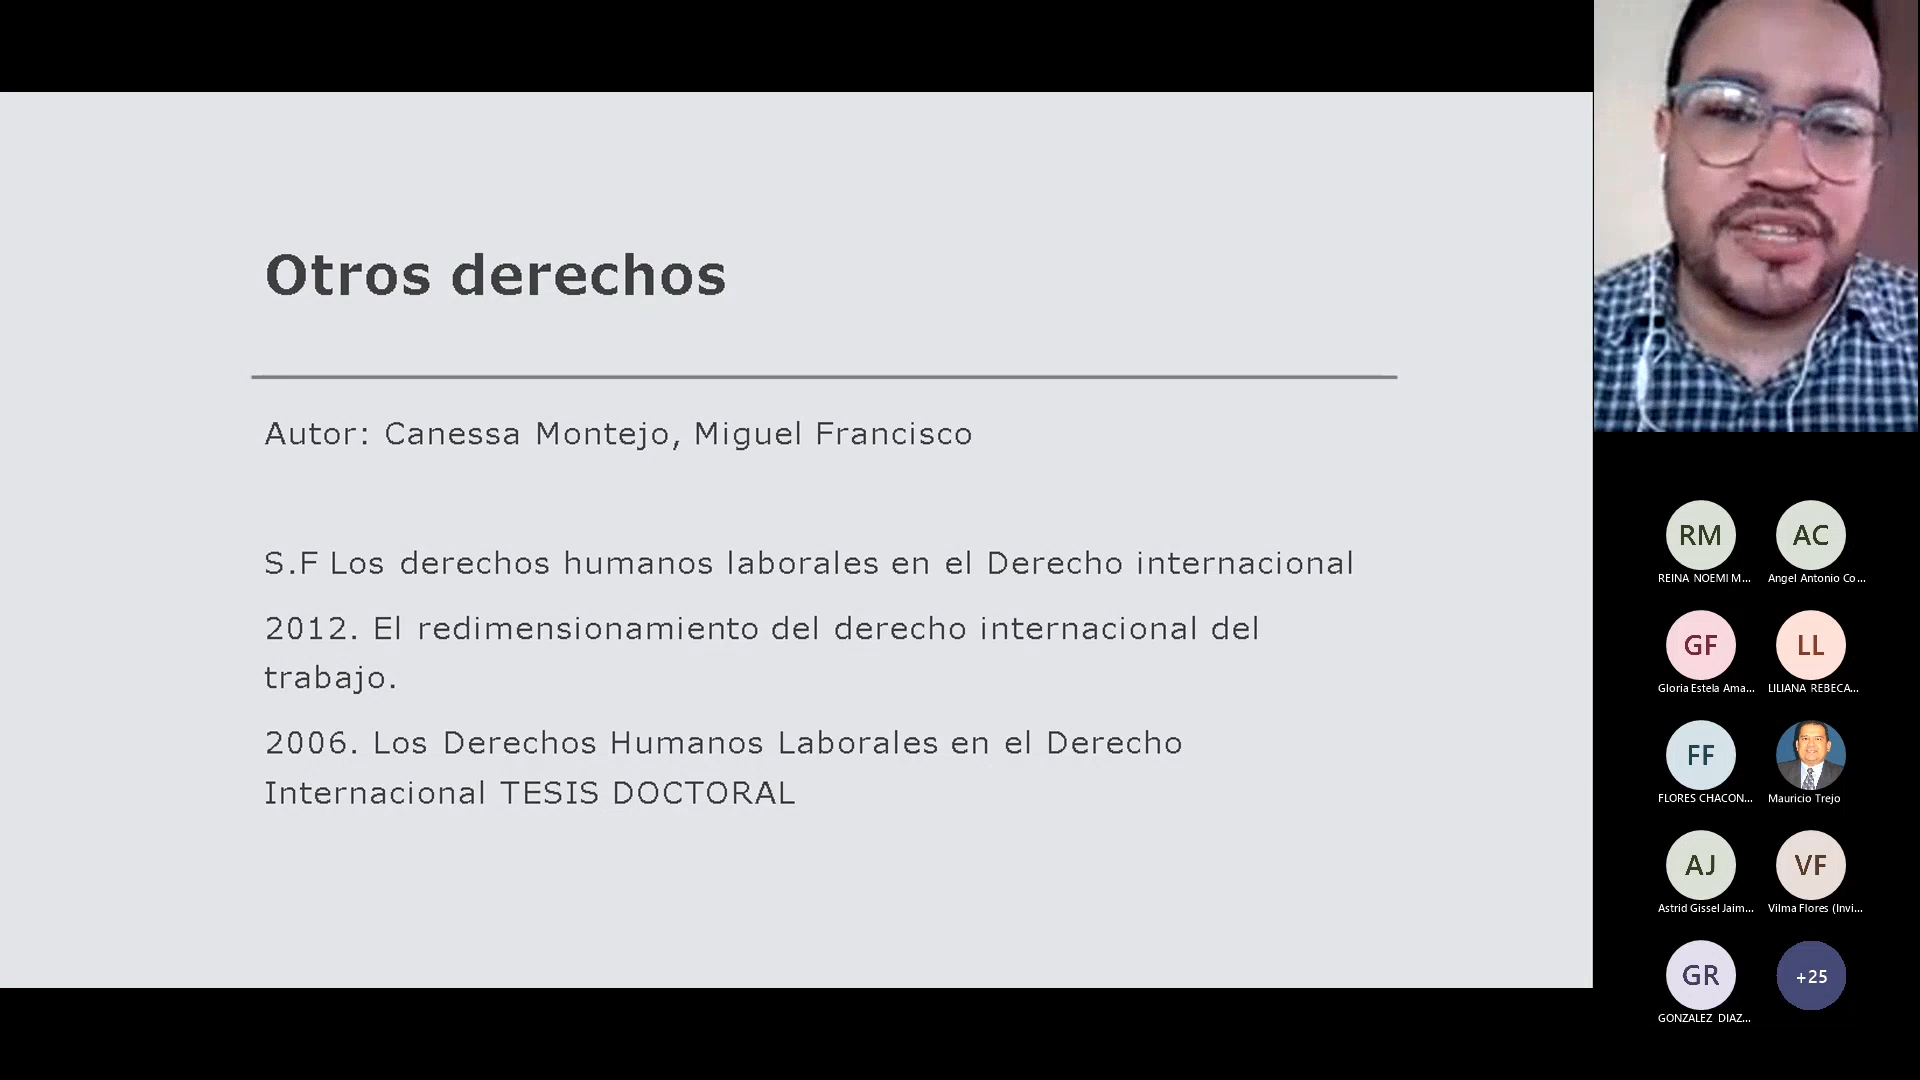 Otros derechos
Autor: Canessa Montejo, Miguel Francisco
S.F Los derechos humanos laborales en el Derecho internacional
2012. El redimensionamiento del derecho internacional del
trabajo.
2006. Los Derechos Humanos Laborales en el Derecho
Internacional TESIS DOCTORAL
RM
AC
REINA NOEMI M...
Angel Antonio Co...
GF
LL
Gloria Estela Ama...
LILIANA REBECA...
FF
FLORES CHACON...
Mauricio Trejo
AJ
VF
Astrid Gissel Jaim...
Vilma Flores (Invi...
GR
+25
GONZALEZ DIAZ...